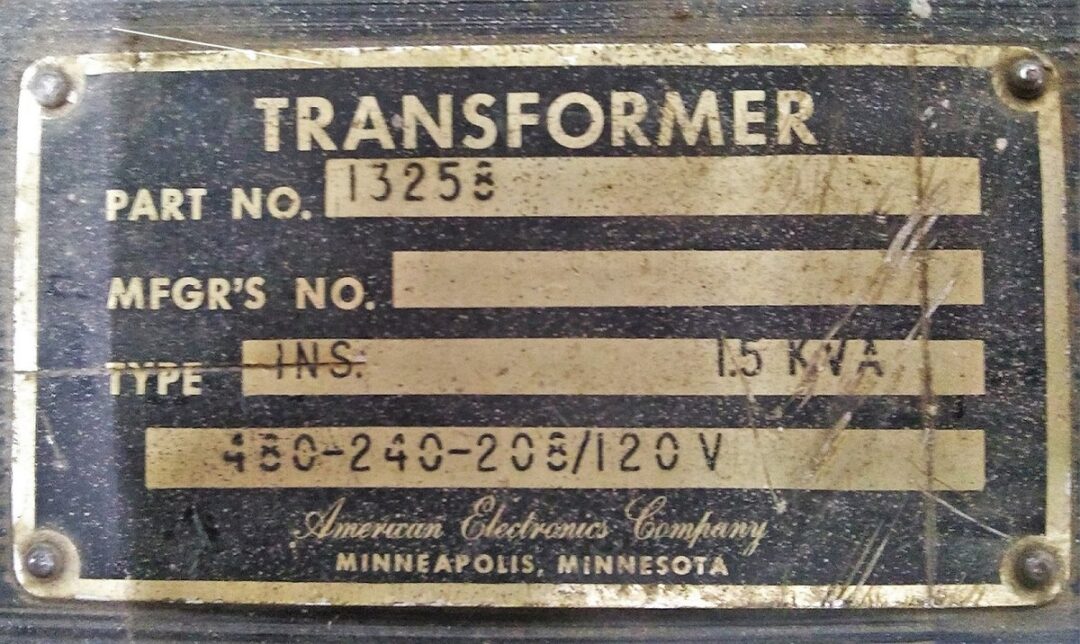 TRANSFORMER
PART NO. 13258
MFGR'S NO.
TYPE INS. 1.5 KVA
480-240-208/120 V
American Electronics Company
MINNEAPOLIS, MINNESOTA